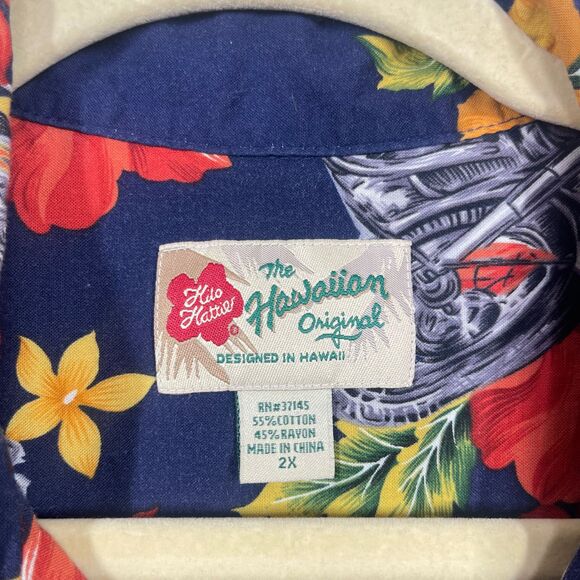 Hilo
Hattie
The
Hawaiian
Original
DESIGNED IN HAWAII
RN#37145
55%COTTON
45%RAYON
MADE IN CHINA
2X